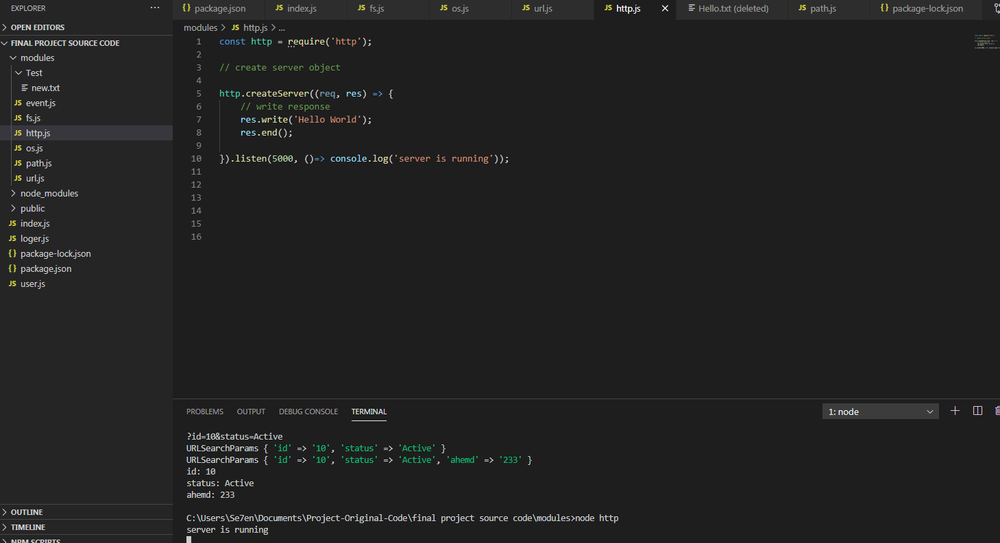 EXPLORER ...
package.json index.js fs.js os.js url.js http.js Hello.txt (deleted) path.js package-lock.json
OPEN EDITORS
FINAL PROJECT SOURCE CODE
modules
Test
new.txt
event.js
fs.js
http.js
os.js
path.js
url.js
node_modules
public
index.js
loger.js
package-lock.json
package.json
user.js
OUTLINE
TIMELINE
NPM SCRIPTS
modules > JS http.js > ...
1 const http = require('http');
2
3 // create server object
4
5 http.createServer((req, res) => {
6 // write response
7 res.write('Hello World');
8 res.end();
9
10 }).listen(5000, ()=> console.log('server is running'));
11
12
13
14
15
16
PROBLEMS OUTPUT DEBUG CONSOLE TERMINAL 1: node
?id=10&status=Active
URLSearchParams { 'id' => '10', 'status' => 'Active' }
URLSearchParams { 'id' => '10', 'status' => 'Active', 'ahemd' => '233' }
id: 10
status: Active
ahemd: 233
C:\Users\Se7en\Documents\Project-Original-Code\final project source code\modules>node http
server is running